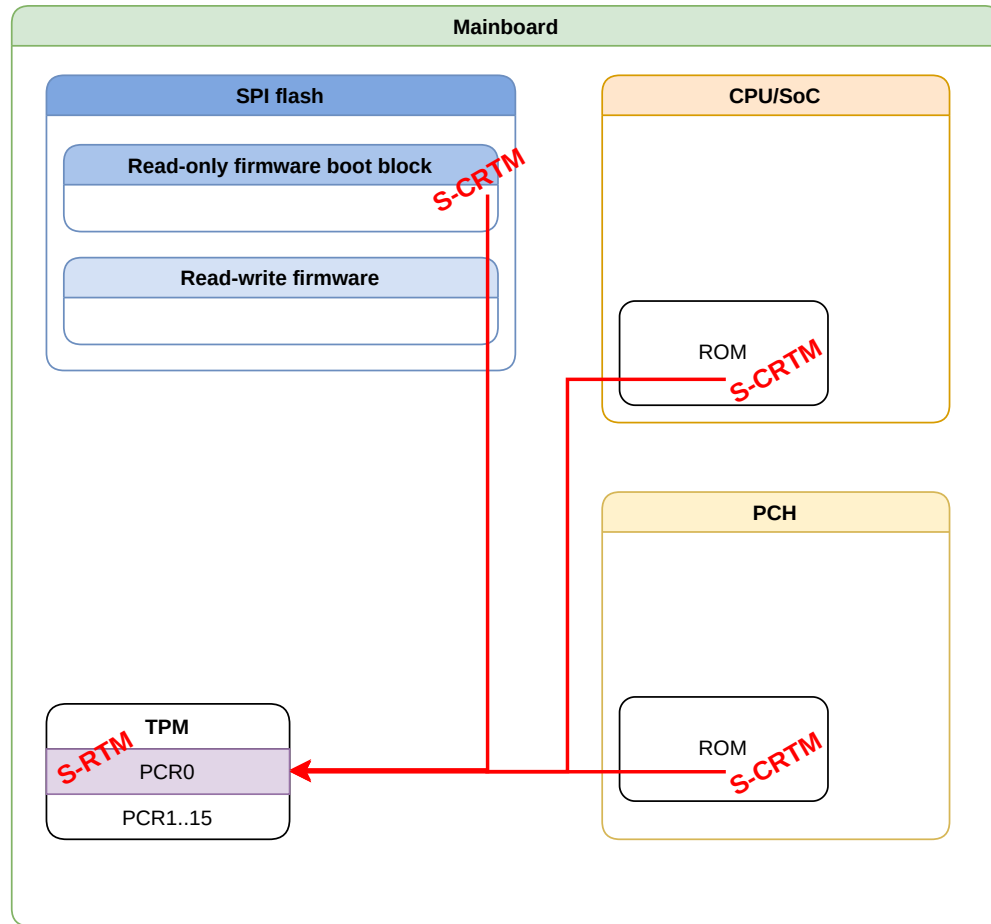 Mainboard
SPI flash
Read-only firmware boot block
S-CRTM
Read-write firmware
CPU/SoC
ROM
S-CRTM
PCH
ROM
S-CRTM
TPM
S-RTM
PCR0
PCR1..15